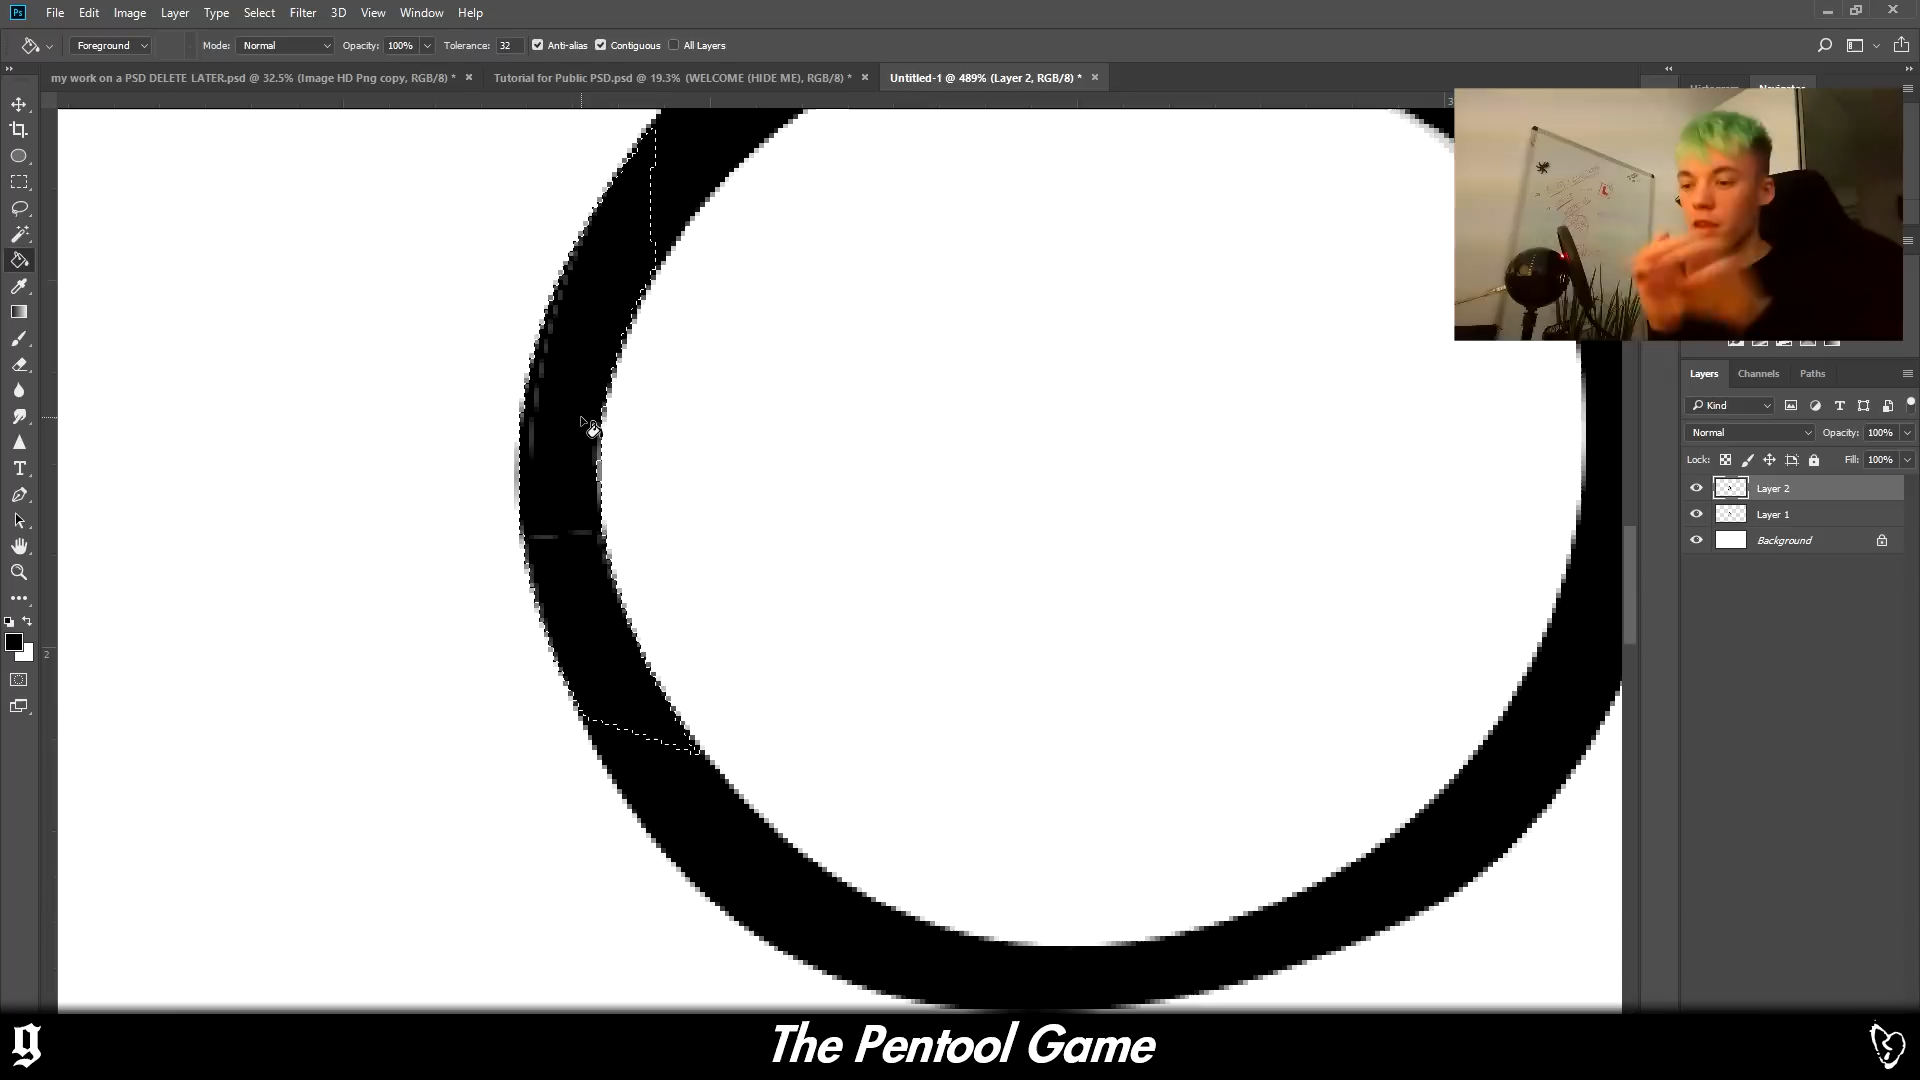 Ps File Edit Image Layer Type Select Filter 3D View Window Help
Foreground Mode: Normal Opacity: 100% Tolerance: 32 Anti-alias Contiguous All Layers
my work on a PSD DELETE LATER.psd @ 32.5% (Image HD Png copy, RGB/8) * Tutorial for Public PSD.psd @ 19.3% (WELCOME (HIDE ME), RGB/8) * Untitled-1 @ 489% (Layer 2, RGB/8) *
3
Layers Channels Paths
Kind
Normal Opacity: 100%
Lock: Fill: 100%
Layer 2
Layer 1
Background
2
g The Pentool Game